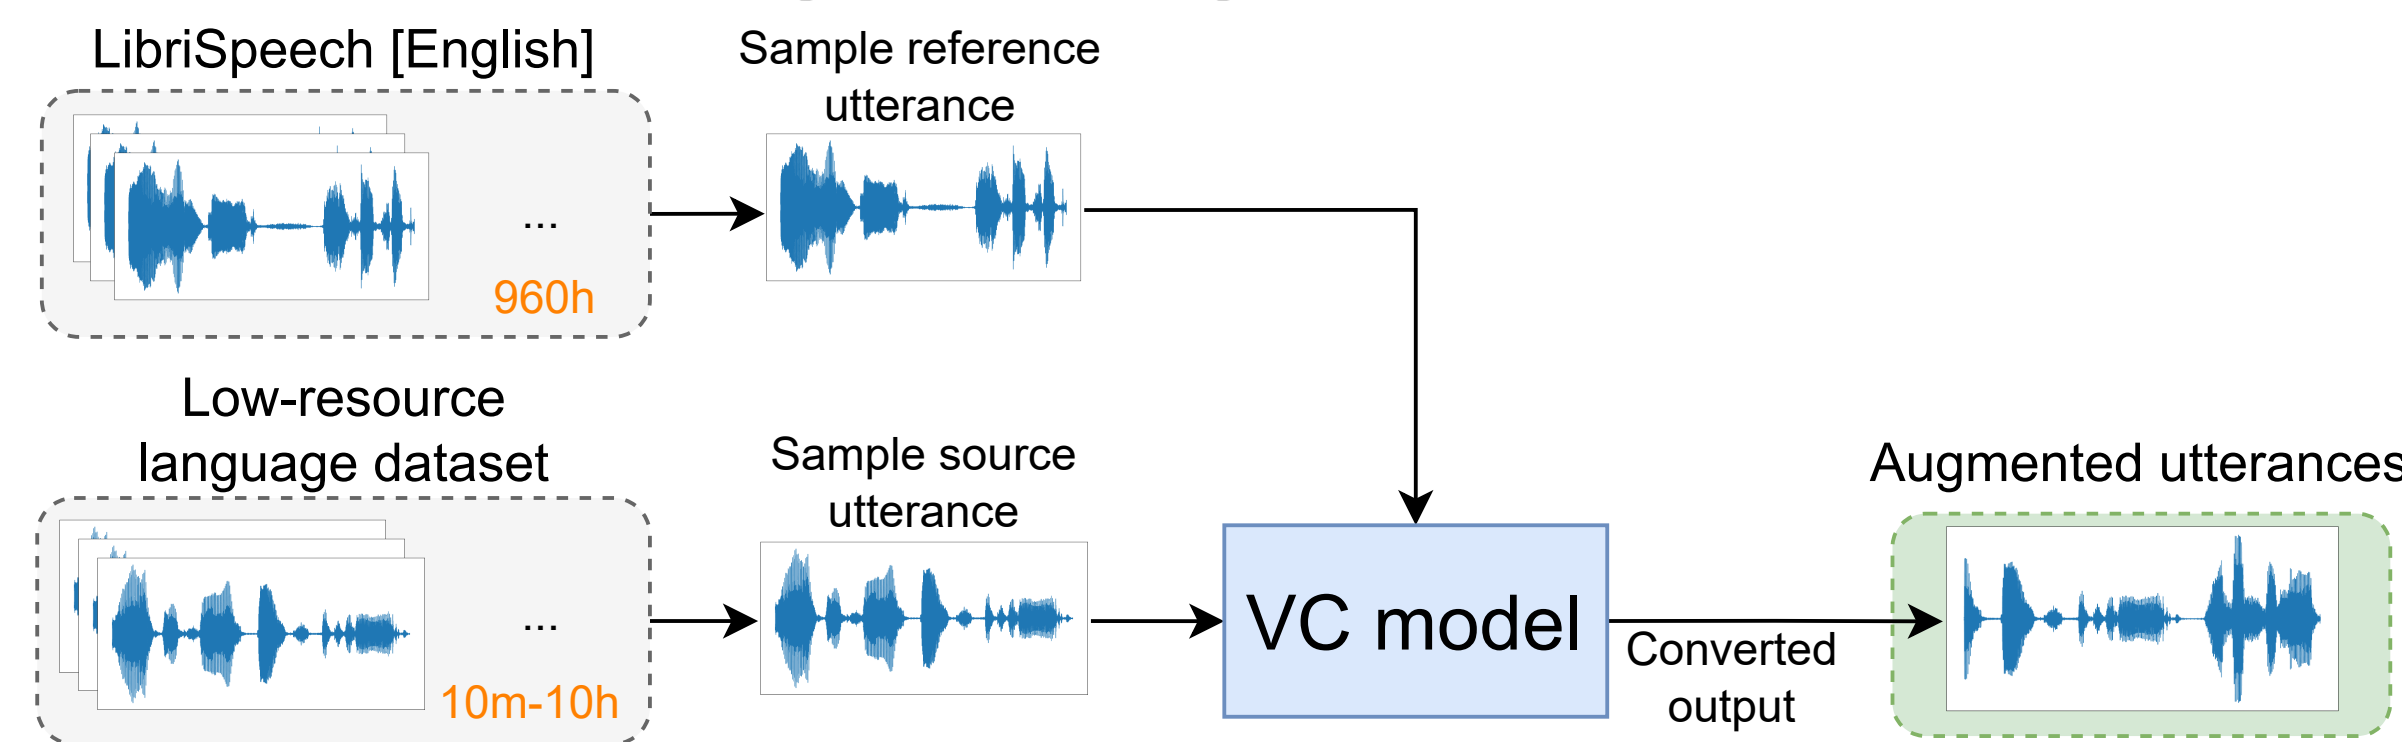 LibriSpeech [English]
...
960h
Sample reference
utterance
Low-resource
language dataset
...
10m-10h
Sample source
utterance
VC model
Converted
output
Augmented utterances